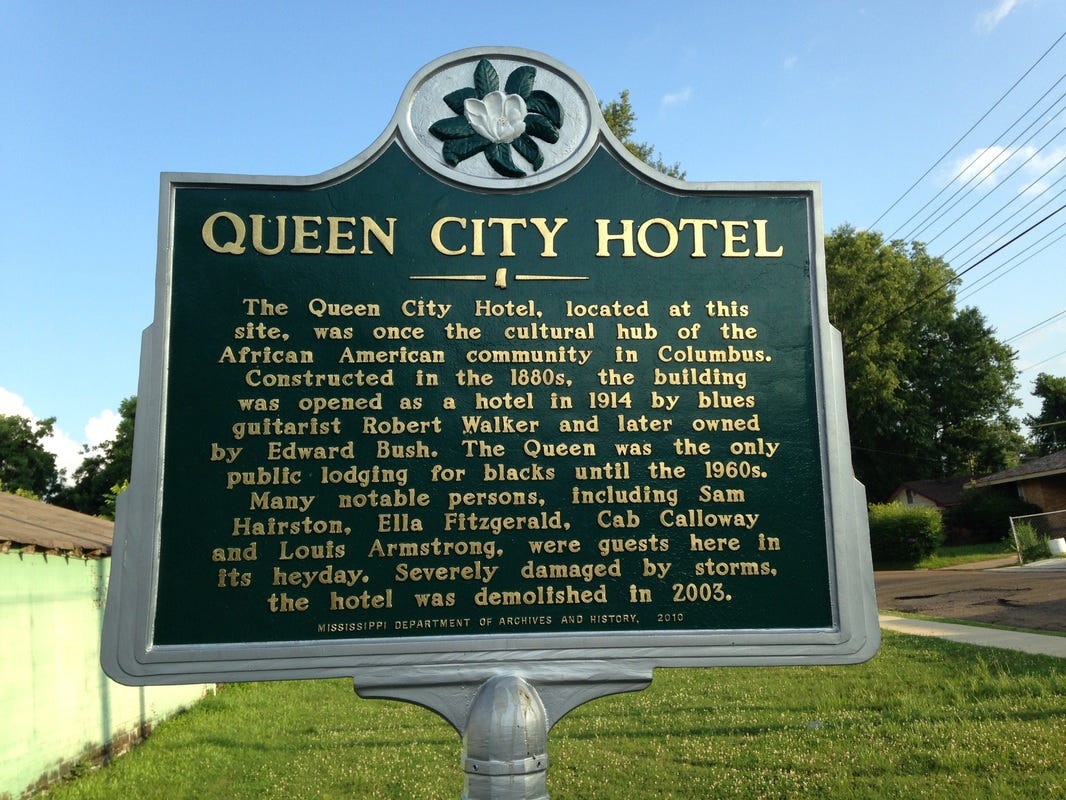 QUEEN CITY HOTEL
The Queen City Hotel, located at this
site, was once the cultural hub of the
African American community in Columbus.
Constructed in the 1880s, the building
was opened as a hotel in 1914 by blues
guitarist Robert Walker and later owned
by Edward Bush. The Queen was the only
public lodging for blacks until the 1960s.
Many notable persons, including Sam
Hairston, Ella Fitzgerald, Cab Calloway
and Louis Armstrong, were guests here in
its heyday. Severely damaged by storms,
the hotel was demolished in 2003.
MISSISSIPPI DEPARTMENT OF ARCHIVES AND HISTORY, 2010